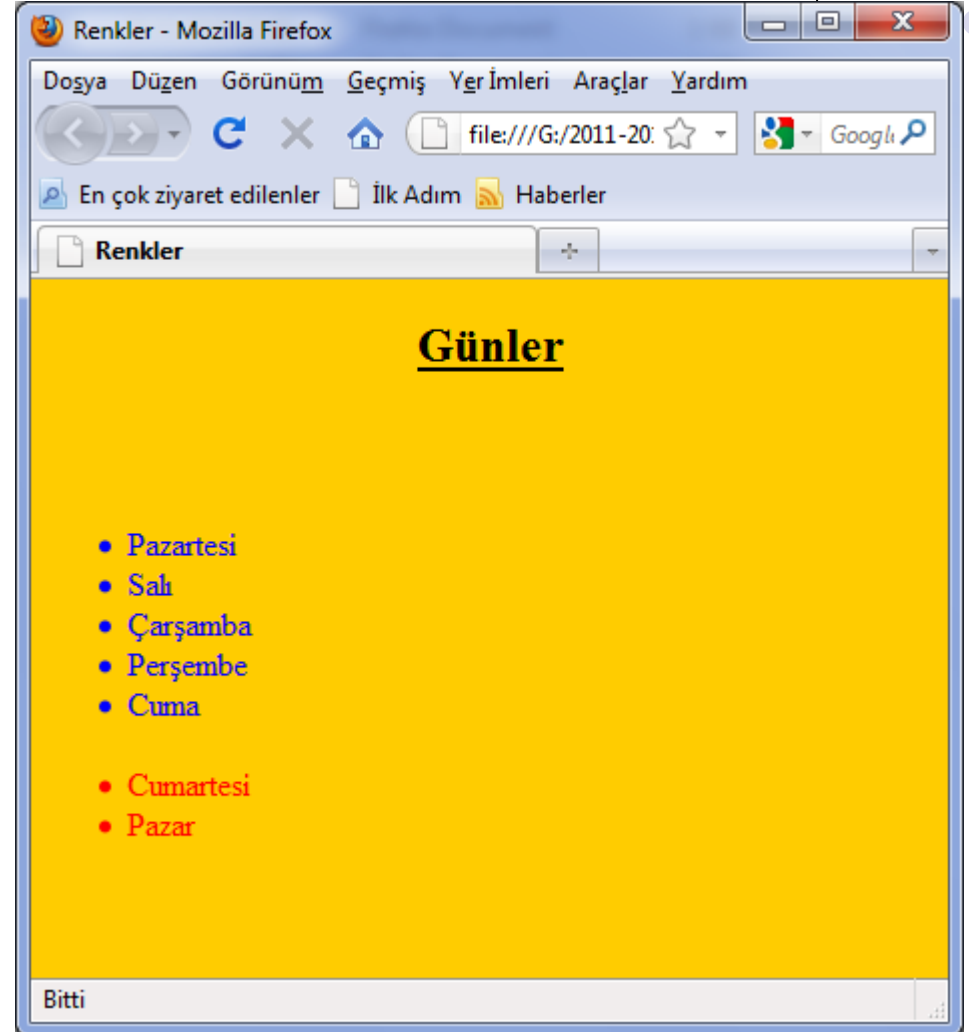 Renkler - Mozilla Firefox
Dosya Düzen Görünüm Geçmiş Yer İmleri Araçlar Yardım
file:///G:/2011-20
En çok ziyaret edilenler İlk Adım Haberler
Renkler
Günler
Pazartesi
Salı
Çarşamba
Perşembe
Cuma
Cumartesi
Pazar
Bitti